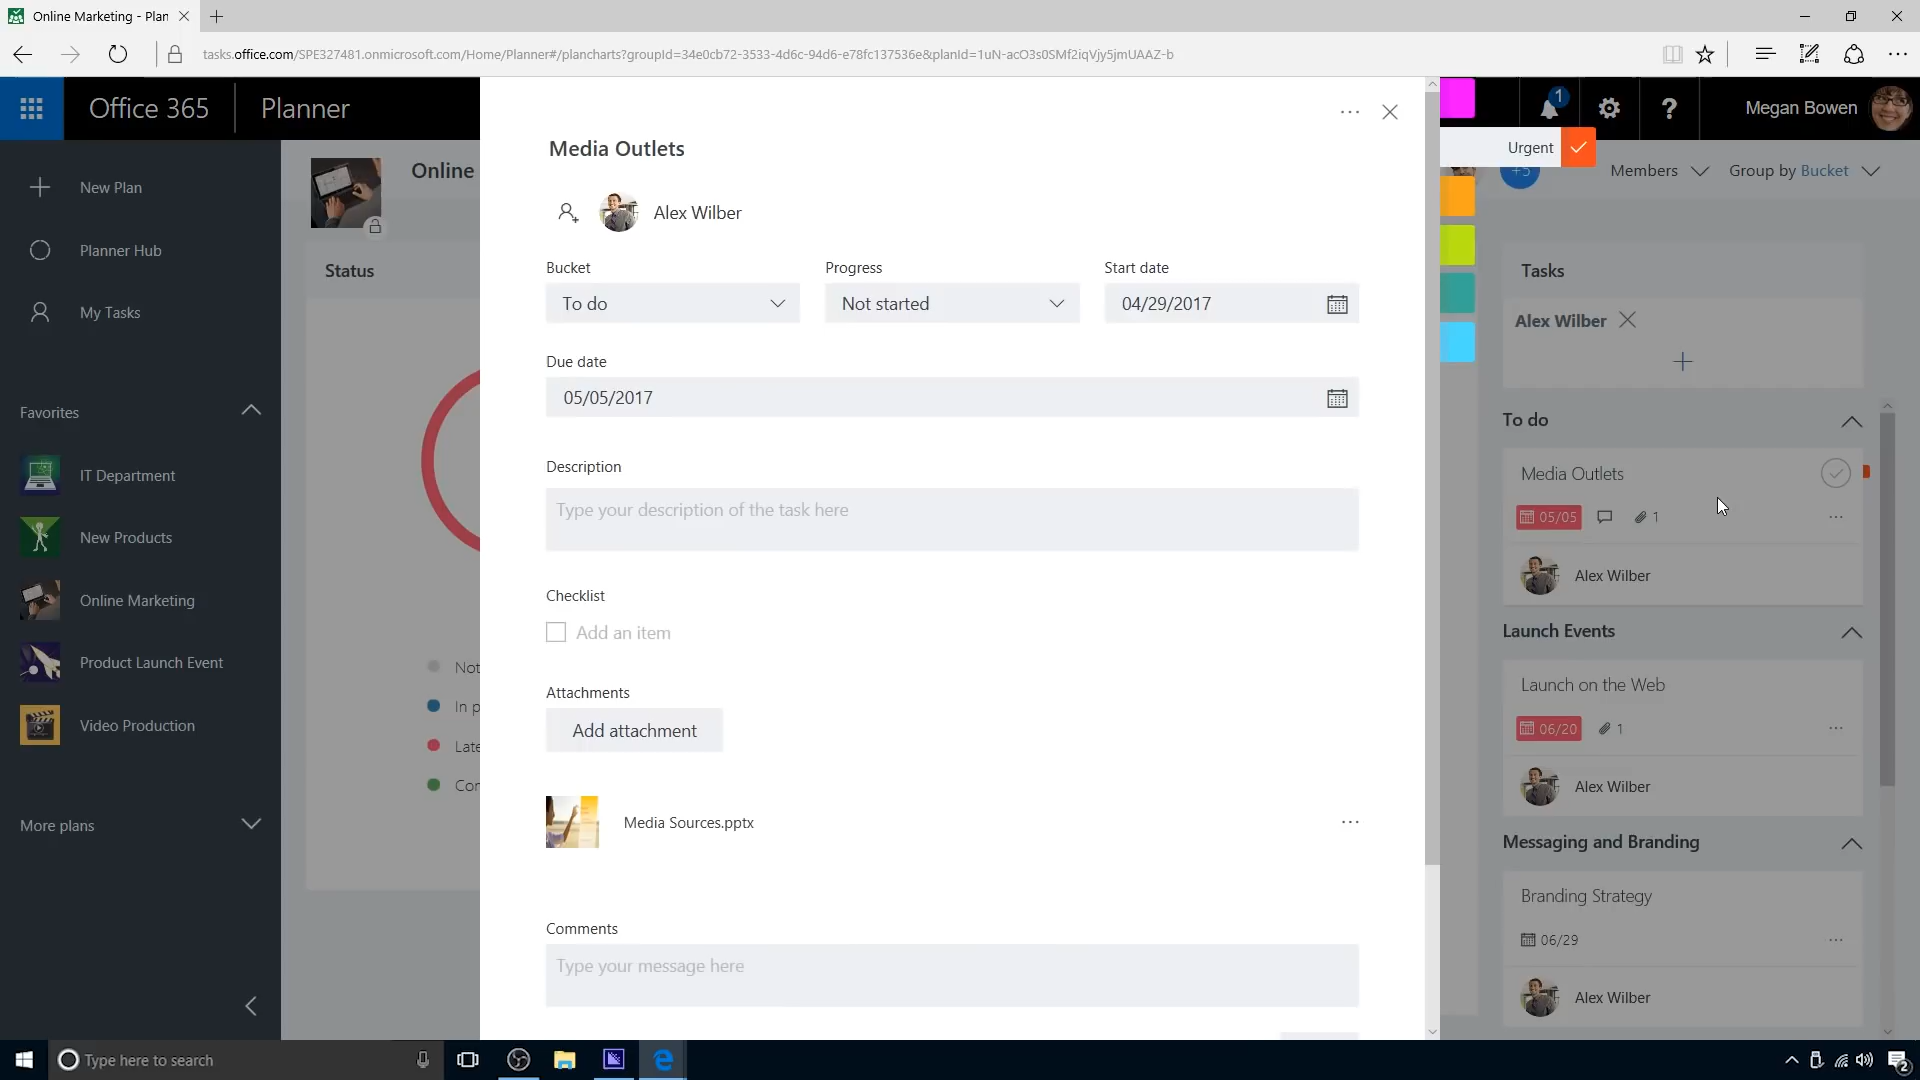 Online Marketing - Plan
tasks.office.com/SPE327481.onmicrosoft.com/Home/Planner#/plancharts?groupId=34e0cb72-3533-4d6c-94d6-e78fc137536e&planId=1uN-acO3s0SMf2iqVjy5jmUAAZ-b
Office 365
Planner
1
?
Megan Bowen
New Plan
Planner Hub
My Tasks
Favorites
IT Department
New Products
Online Marketing
Product Launch Event
Video Production
More plans
Online
Status
Not
In p
Late
Con
Media Outlets
Alex Wilber
Bucket
Progress
Start date
To do
Not started
04/29/2017
Due date
05/05/2017
Description
Type your description of the task here
Checklist
Add an item
Attachments
Add attachment
Media Sources.pptx
Comments
Type your message here
Urgent
+5
Members
Group by Bucket
Tasks
Alex Wilber
To do
Media Outlets
05/05
1
Alex Wilber
Launch Events
Launch on the Web
06/20
1
Alex Wilber
Messaging and Branding
Branding Strategy
06/29
Alex Wilber
Type here to search
2